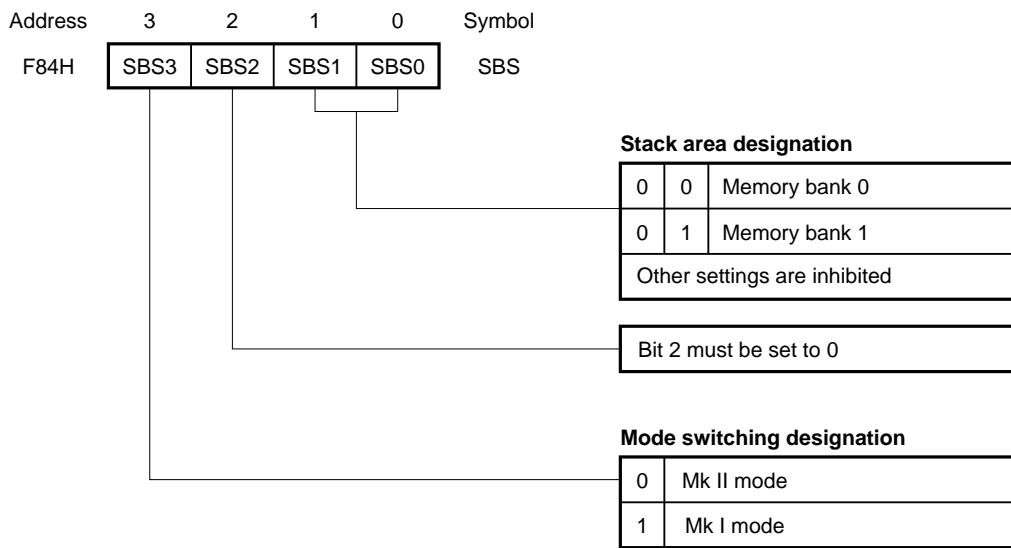 Address 3 2 1 0 Symbol
F84H SBS3 SBS2 SBS1 SBS0 SBS
Stack area designation
0 0 Memory bank 0
0 1 Memory bank 1
Other settings are inhibited
Bit 2 must be set to 0
Mode switching designation
0 Mk II mode
1 Mk I mode